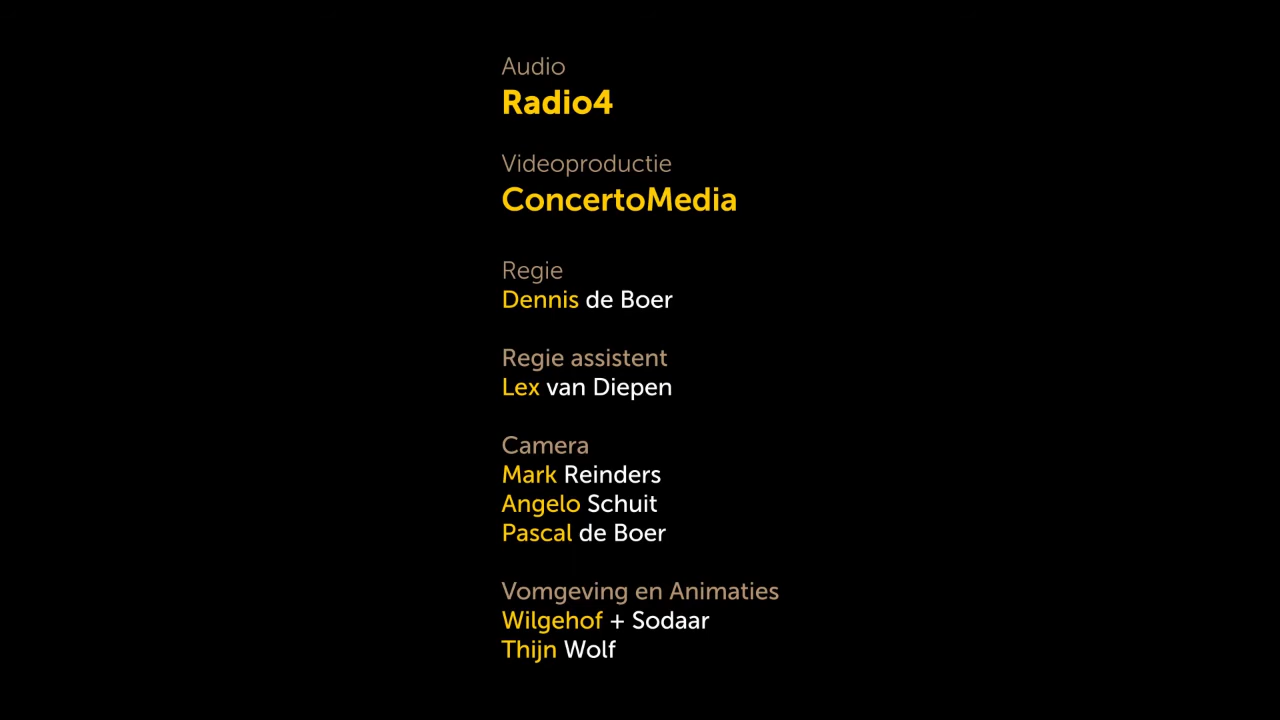 Audio
Radio4
Videoproductie
ConcertoMedia
Regie
Dennis de Boer
Regie assistent
Lex van Diepen
Camera
Mark Reinders
Angelo Schuit
Pascal de Boer
Vomgeving en Animaties
Wilgehof + Sodaar
Thijn Wolf